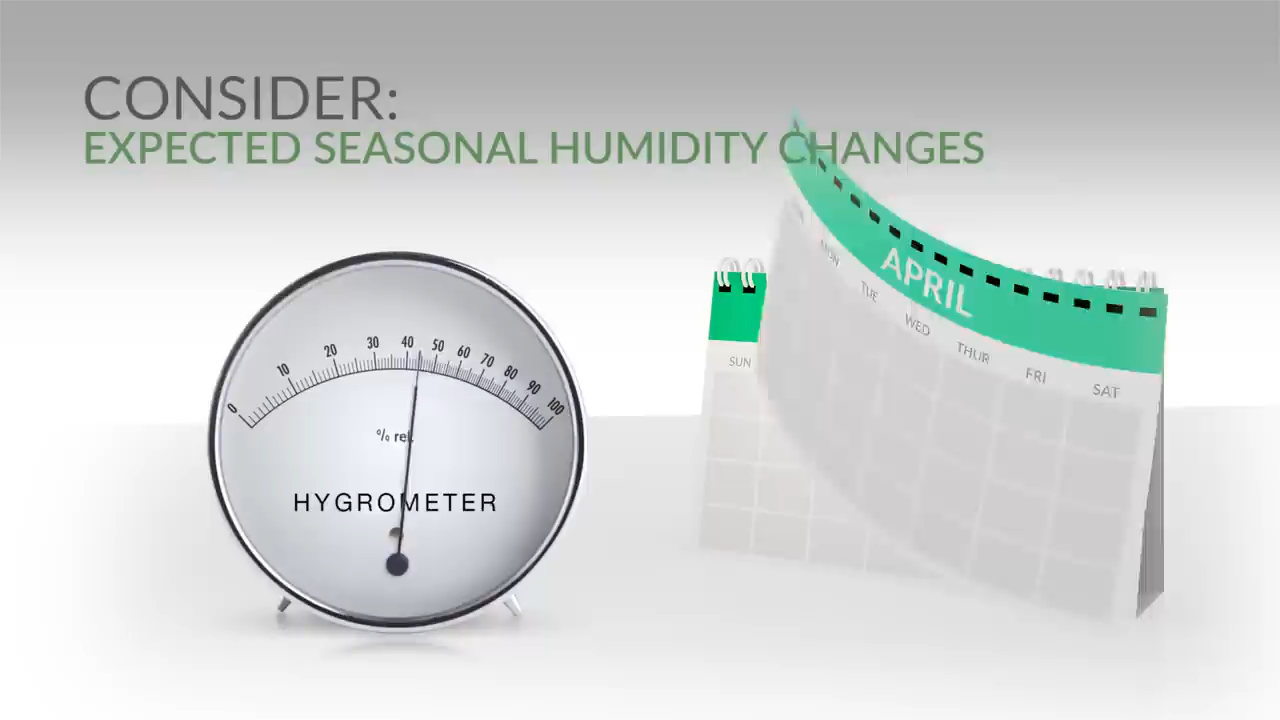 CONSIDER:
EXPECTED SEASONAL HUMIDITY CHANGES
0 10 20 30 40 50 60 70 80 90 100
% rel.
HYGROMETER
APRIL
SUN
MON TUE WED THUR FRI SAT